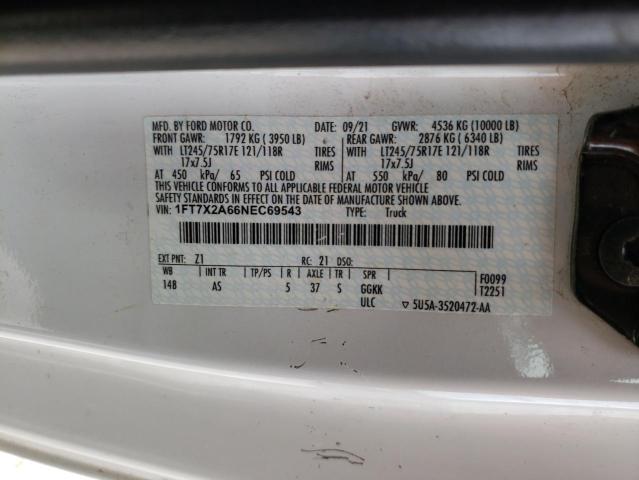 MFD. BY FORD MOTOR CO. DATE: 09/21 GVWR: 4536 KG (10000 LB)
FRONT GAWR: 1792 KG ( 3950 LB) REAR GAWR: 2876 KG ( 6340 LB)
WITH LT245/75R17E 121/118R TIRES WITH LT245/75R17E 121/118R TIRES
17x7.5J RIMS 17x7.5J RIMS
AT 450 kPa/ 65 PSI COLD AT 550 kPa/ 80 PSI COLD
THIS VEHICLE CONFORMS TO ALL APPLICABLE FEDERAL MOTOR VEHICLE
SAFETY STANDARDS IN EFFECT ON THE DATE OF MANUFACTURE SHOWN ABOVE.
VIN: 1FT7X2A66NEC69543 TYPE: Truck
EXT PNT: Z1 RC: 21 DSO:
WB INT TR TP/PS R AXLE TR SPR F0099
148 AS 5 37 S GGKK T2251
ULC ▽ 5U5A-3520472-AA